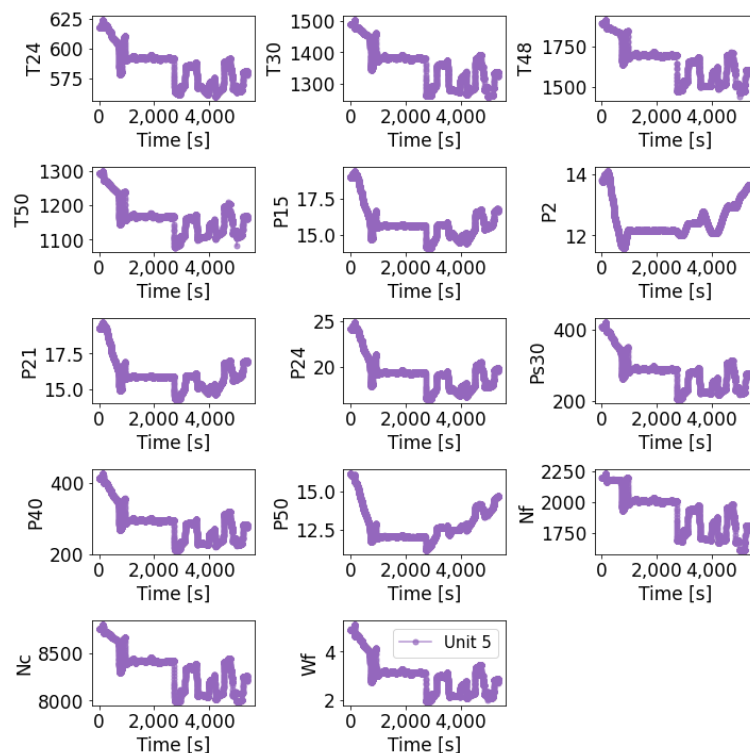 625
600
575
T24
0
2,000
4,000
Time [s]
1500
1400
1300
T30
0
2,000
4,000
Time [s]
1750
1500
T48
0
2,000
4,000
Time [s]
1300
1200
1100
T50
0
2,000
4,000
Time [s]
17.5
15.0
P15
0
2,000
4,000
Time [s]
14
12
P2
0
2,000
4,000
Time [s]
17.5
15.0
P21
0
2,000
4,000
Time [s]
25
20
P24
0
2,000
4,000
Time [s]
400
200
Ps30
0
2,000
4,000
Time [s]
400
200
P40
0
2,000
4,000
Time [s]
15.0
12.5
P50
0
2,000
4,000
Time [s]
2250
2000
1750
Nf
0
2,000
4,000
Time [s]
8500
8000
Nc
0
2,000
4,000
Time [s]
4
2
Wf
Unit 5
0
2,000
4,000
Time [s]